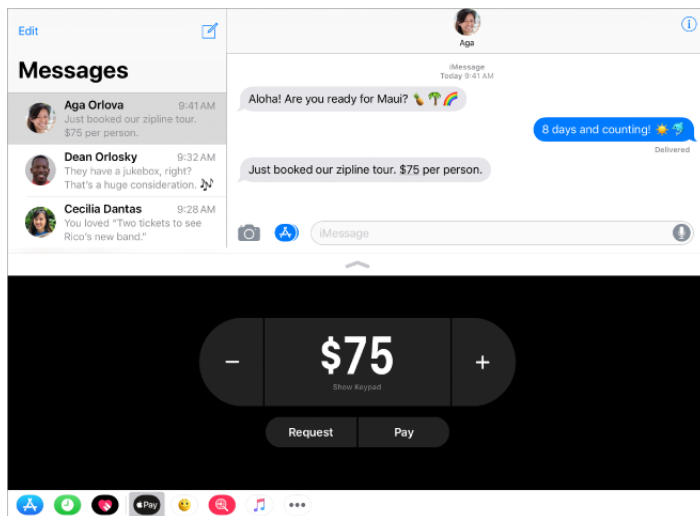 Edit
Messages
Aga Orlova 9:41 AM
Just booked our zipline tour.
$75 per person.
Dean Orlosky 9:32 AM
They have a jukebox, right?
That's a huge consideration. 🎶
Cecilia Dantas 9:28 AM
You loved "Two tickets to see
Rico's new band."
Aga
iMessage
Today 9:41 AM
Aloha! Are you ready for Maui? 🍍🌴🌈
8 days and counting! ☀️🐬
Delivered
Just booked our zipline tour. $75 per person.
iMessage
− $75 +
Show Keypad
Request Pay
Pay